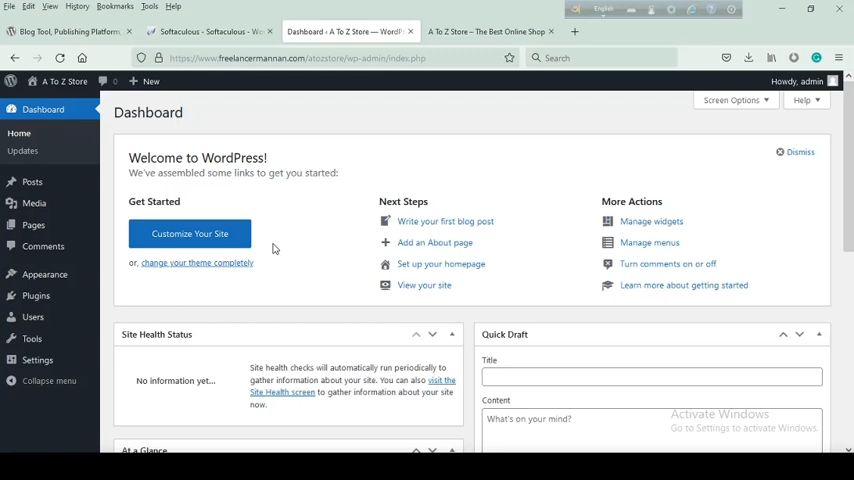 File Edit View History Bookmarks Tools Help
English
Blog Tool, Publishing Platform,
Softaculous - Softaculous - Wo
Dashboard ‹ A To Z Store — WordPr
A To Z Store – The Best Online Shop
https://www.freelancermannan.com/atozstore/wp-admin/index.php
Search
A To Z Store 0 New
Howdy, admin
Dashboard
Home
Updates
Posts
Media
Pages
Comments
Appearance
Plugins
Users
Tools
Settings
Collapse menu
Screen Options Help
Dashboard
Welcome to WordPress!
Dismiss
We've assembled some links to get you started:
Get Started
Customize Your Site
or, change your theme completely
Next Steps
Write your first blog post
Add an About page
Set up your homepage
View your site
More Actions
Manage widgets
Manage menus
Turn comments on or off
Learn more about getting started
Site Health Status
No information yet...
Site health checks will automatically run periodically to
gather information about your site. You can also visit the
Site Health screen to gather information about your site
now.
At a Glance
Quick Draft
Title
Content
What's on your mind?
Activate Windows
Go to Settings to activate Windows.